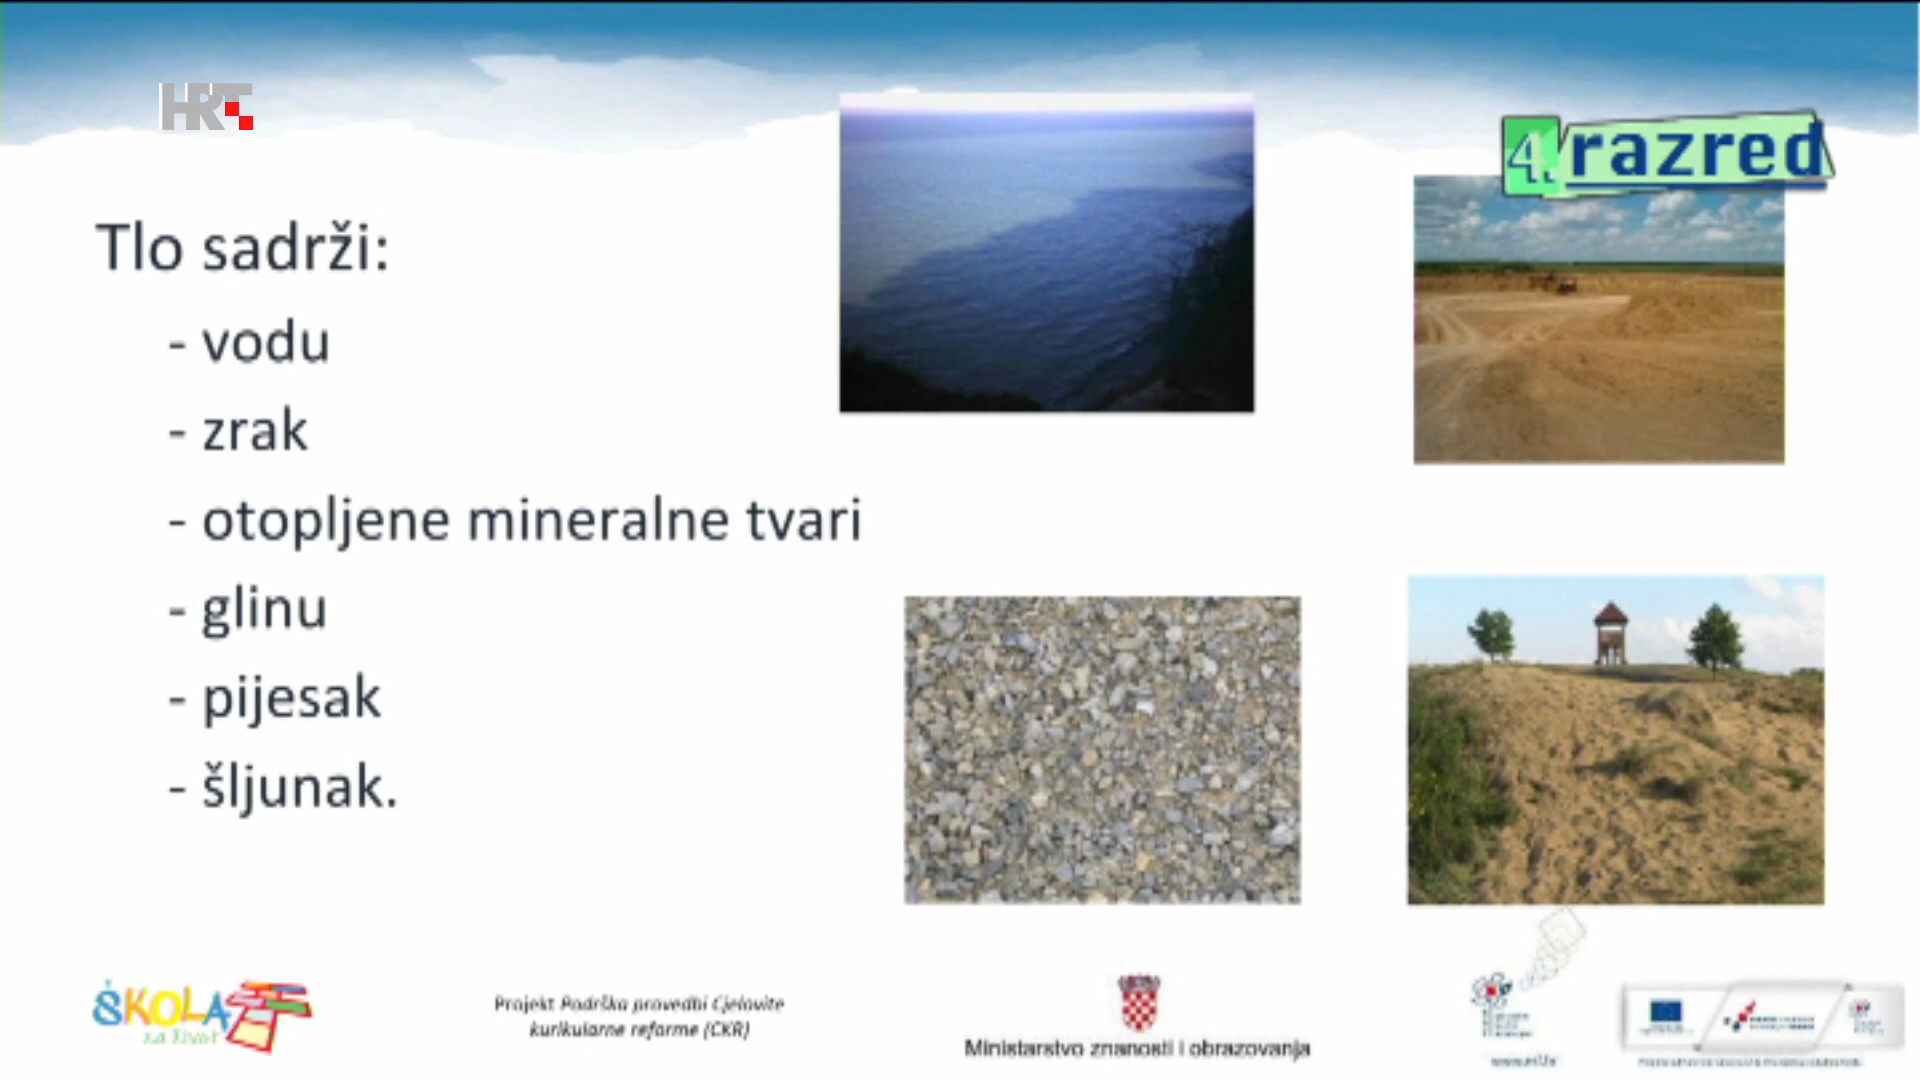 HRT
4. razred
Tlo sadrži:
- vodu
- zrak
- otopljene mineralne tvari
- glinu
- pijesak
- šljunak.
ŠKOLA
za život
Projekt Podrška provedbi Cjelovite
kurikularne reforme (CKR)
Ministarstvo znanosti i obrazovanja